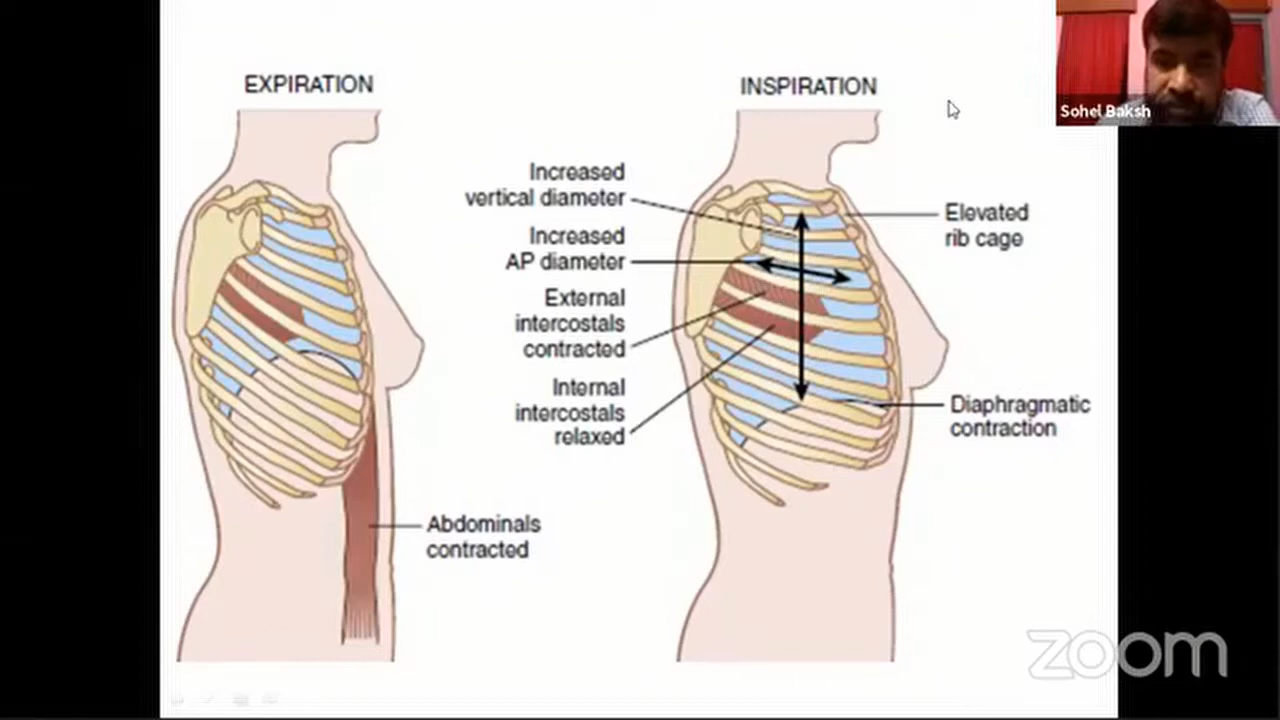 EXPIRATION
INSPIRATION
Sohel Baksh
Increased
vertical diameter
Increased
AP diameter
External
intercostals
contracted
Internal
intercostals
relaxed
Elevated
rib cage
Diaphragmatic
contraction
Abdominals
contracted
zoom